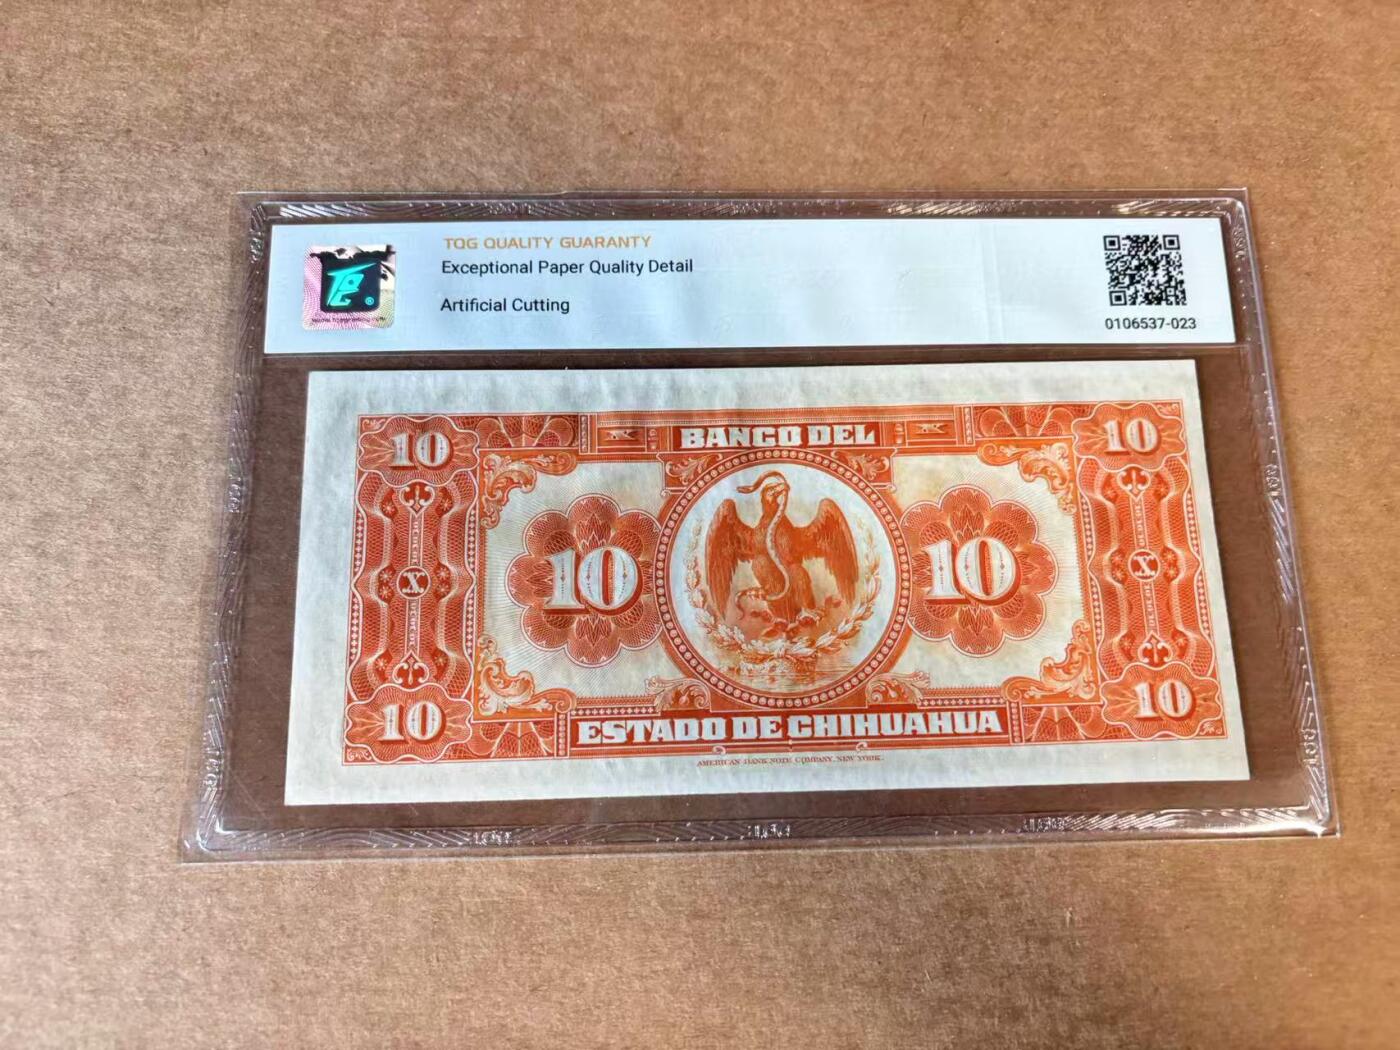 TQG QUALITY GUARANTY
Exceptional Paper Quality Detail
Artificial Cutting
0106537-023
10 BANCO DEL 10
10 10
X X
10 10
ESTADO DE CHIHUAHUA
AMERICAN BANK NOTE COMPANY, NEW YORK.